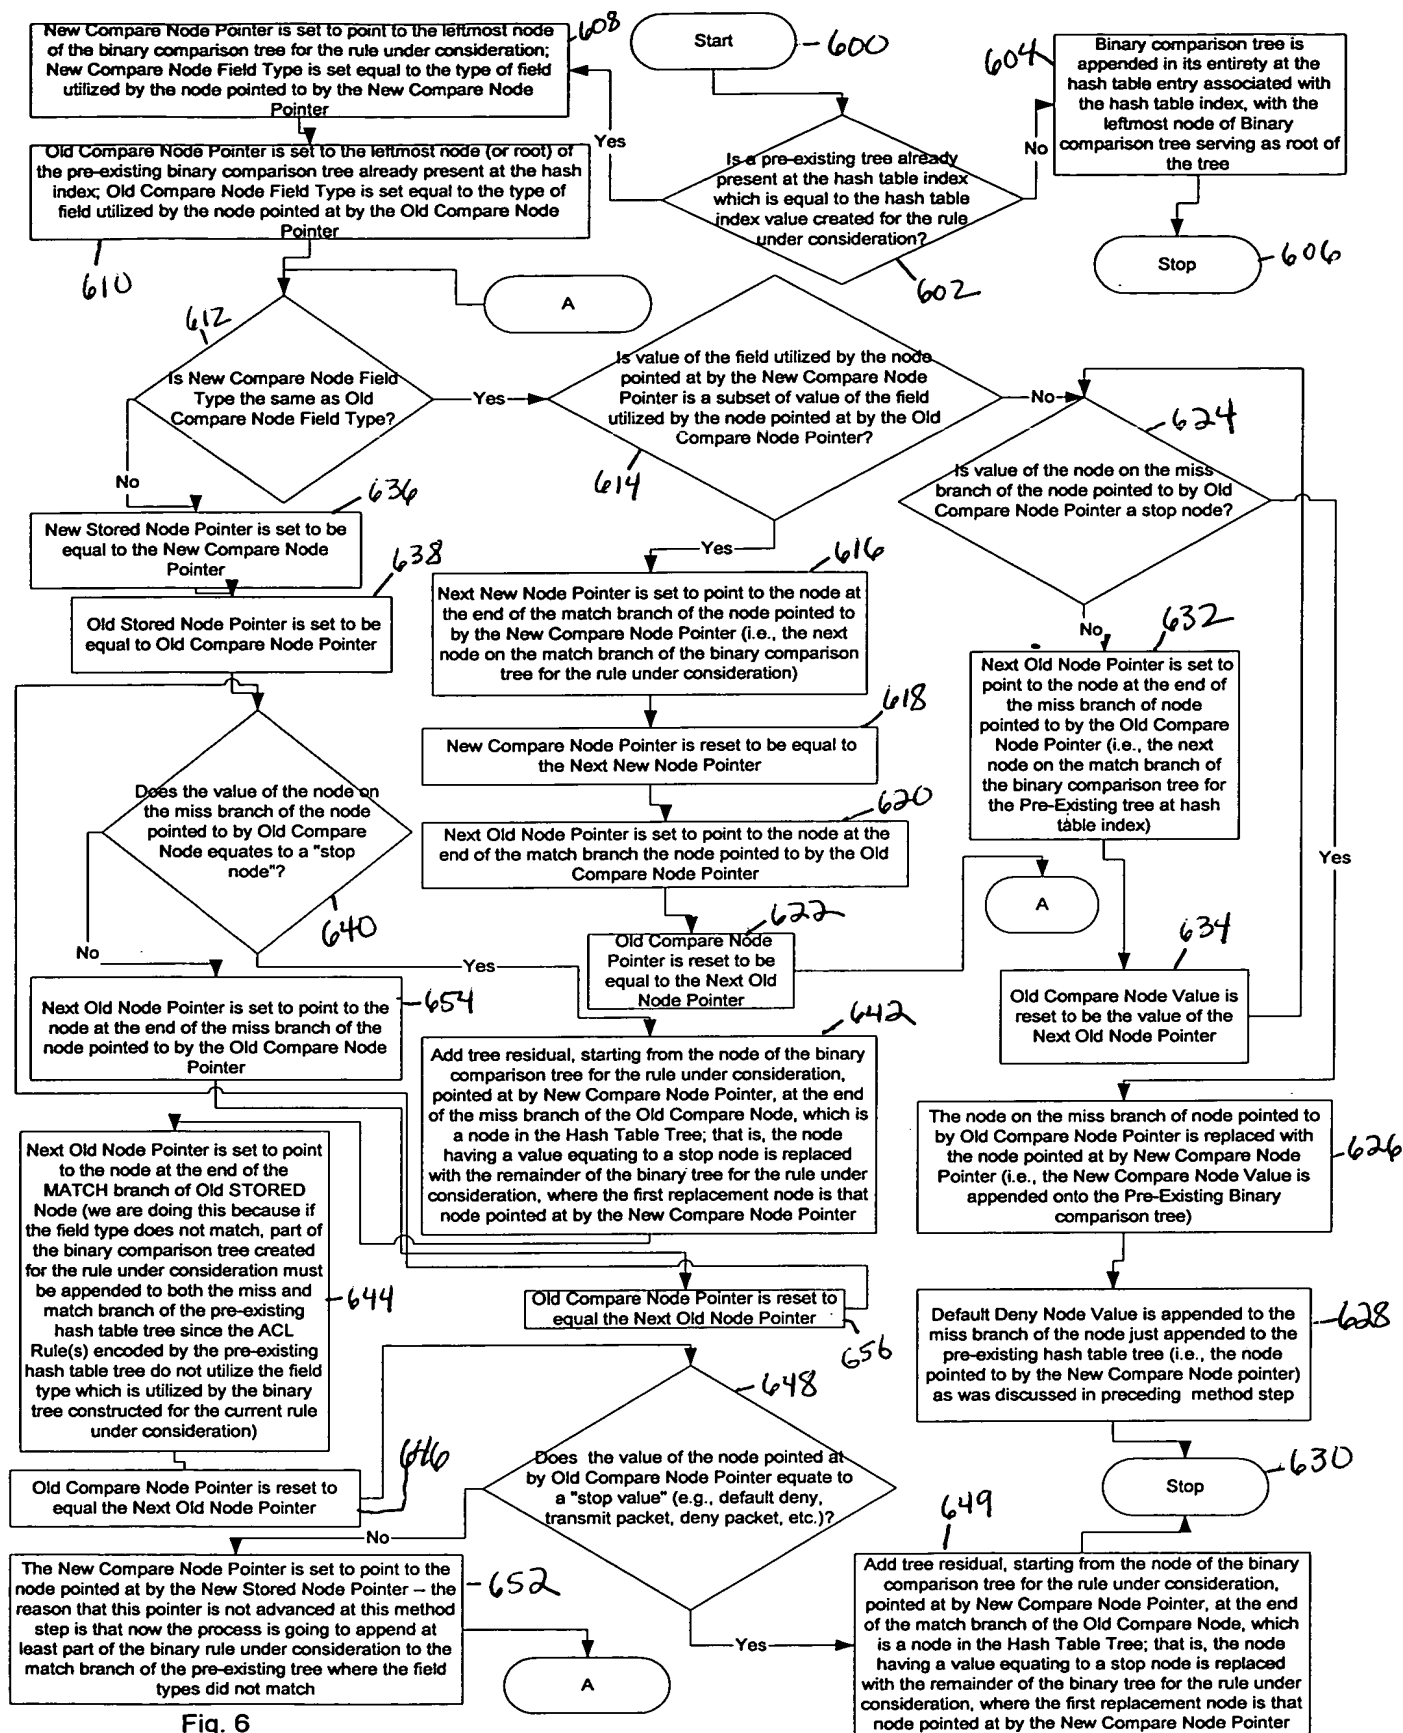 New Compare Node Pointer is set to point to the leftmost node
of the binary comparison tree for the rule under consideration;
New Compare Node Field Type is set equal to the type of field
utilized by the node pointed to by the New Compare Node
Pointer
608
Start
600
604
Binary comparison tree is
appended in its entirety at the
hash table entry associated with
the hash table index, with the
leftmost node of Binary
comparison tree serving as root of
the tree
Yes
No
Is a pre-existing tree already
present at the hash table index
which is equal to the hash table
index value created for the rule
under consideration?
602
Stop
606
Old Compare Node Pointer is set to the leftmost node (or root) of
the pre-existing binary comparison tree already present at the hash
index; Old Compare Node Field Type is set equal to the type of
field utilized by the node pointed at by the Old Compare Node
Pointer
610
A
612
Is New Compare Node Field
Type the same as Old
Compare Node Field Type?
Yes
No
Is value of the field utilized by the node
pointed at by the New Compare Node
Pointer is a subset of value of the field
utilized by the node pointed at by the Old
Compare Node Pointer?
614
No
Yes
624
Is value of the node on the miss
branch of the node pointed to by Old
Compare Node Pointer a stop node?
No
Yes
636
New Stored Node Pointer is set to be
equal to the New Compare Node
Pointer
638
Old Stored Node Pointer is set to be
equal to Old Compare Node Pointer
616
Next New Node Pointer is set to point to the node at
the end of the match branch of the node pointed to
by the New Compare Node Pointer (i.e., the next
node on the match branch of the binary comparison
tree for the rule under consideration)
618
New Compare Node Pointer is reset to be equal to
the Next New Node Pointer
620
Next Old Node Pointer is set to point to the node at the
end of the match branch the node pointed to by the Old
Compare Node Pointer
622
Old Compare Node
Pointer is reset to be
equal to the Next Old
Node Pointer
A
632
Next Old Node Pointer is set to
point to the node at the end of
the miss branch of node
pointed to by the Old Compare
Node Pointer (i.e., the next
node on the match branch of
the binary comparison tree for
the Pre-Existing tree at hash
table index)
634
Old Compare Node Value is
reset to be the value of the
Next Old Node Pointer
Does the value of the node on
the miss branch of the node
pointed to by Old Compare
Node Equates to a "stop
node"?
640
No
Yes
654
Next Old Node Pointer is set to point to the
node at the end of the miss branch of the
node pointed to by the Old Compare Node
Pointer
642
Add tree residual, starting from the node of the binary
comparison tree for the rule under consideration,
pointed at by New Compare Node Pointer, at the end
of the miss branch of the Old Compare Node, which is
a node in the Hash Table Tree; that is, the node
having a value equating to a stop node is replaced
with the remainder of the binary tree for the rule under
consideration, where the first replacement node is that
node pointed at by the New Compare Node Pointer
The node on the miss branch of node pointed to
by Old Compare Node Pointer is replaced with
the node pointed at by New Compare Node
Pointer (i.e., the New Compare Node Value is
appended onto the Pre-Existing Binary
comparison tree)
626
Next Old Node Pointer is set to point
to the node at the end of the
MATCH branch of Old STORED
Node (we are doing this because if
the field type does not match, part of
the binary comparison tree created
for the rule under consideration must
be appended to both the miss and
match branch of the pre-existing
hash table tree since the ACL
Rule(s) encoded by the pre-existing
hash table tree do not utilize the field
type which is utilized by the binary
tree constructed for the current rule
under consideration)
644
Old Compare Node Pointer is reset to
equal the Next Old Node Pointer
656
Default Deny Node Value is appended to the
miss branch of the node just appended to the
pre-existing hash table tree (i.e., the node
pointed to by the New Compare Node pointer)
as was discussed in preceding method step
628
Old Compare Node Pointer is reset to
equal the Next Old Node Pointer
646
648
Does the value of the node pointed at
by Old Compare Node Pointer equate to
a "stop value" (e.g., default deny,
transmit packet, deny packet, etc.)?
No
Yes
Stop
630
The New Compare Node Pointer is set to point to the
node pointed at by the New Stored Node Pointer – the
reason that this pointer is not advanced at this method
step is that now the process is going to append at
least part of the binary rule under consideration to the
match branch of the pre-existing tree where the field
types did not match
652
A
649
Add tree residual, starting from the node of the binary
comparison tree for the rule under consideration,
pointed at by New Compare Node Pointer, at the end
of the match branch of the Old Compare Node, which
is a node in the Hash Table Tree; that is, the node
having a value equating to a stop node is replaced
with the remainder of the binary tree for the rule under
consideration, where the first replacement node is that
node pointed at by the New Compare Node Pointer
Fig. 6